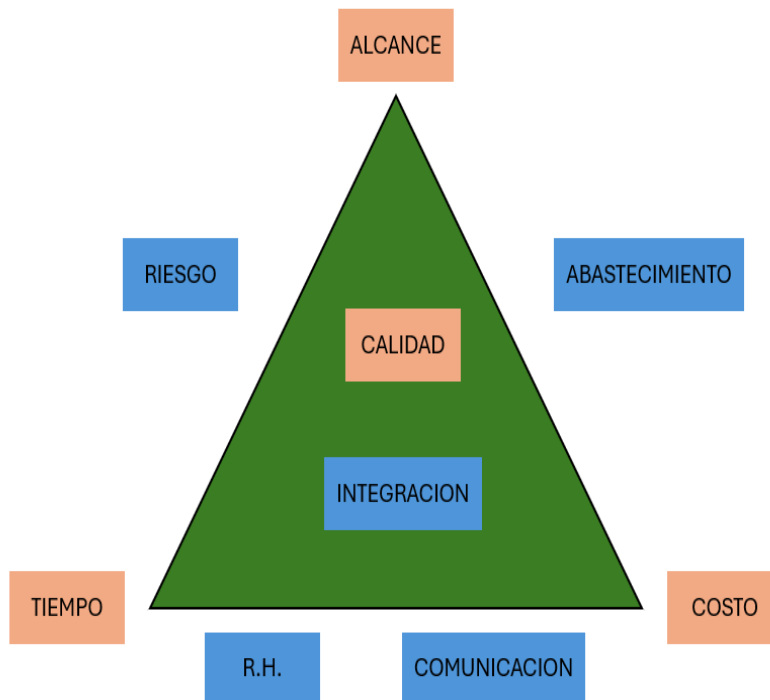 ALCANCE
RIESGO
ABASTECIMIENTO
CALIDAD
INTEGRACION
TIEMPO
COSTO
R.H.
COMUNICACION